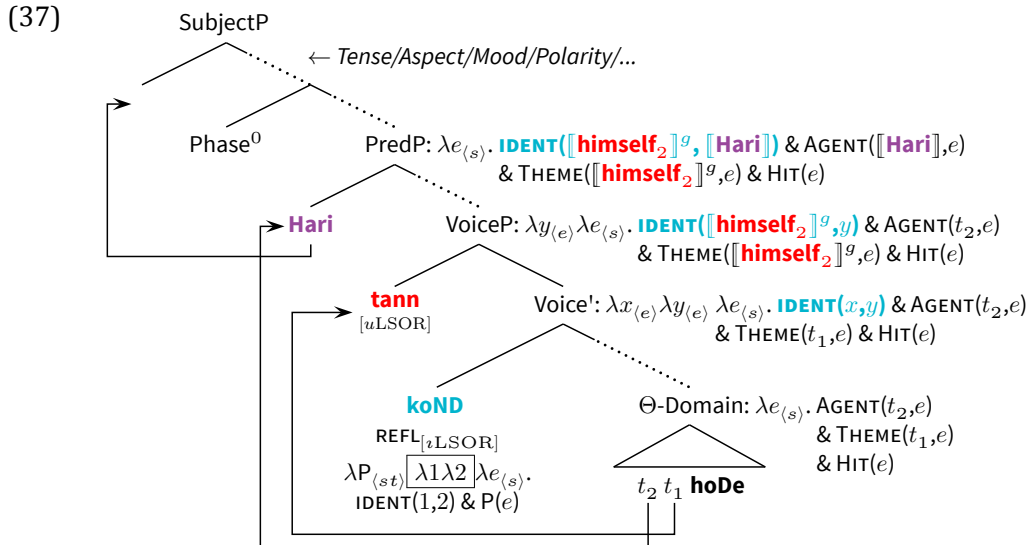 (37)
SubjectP
← Tense/Aspect/Mood/Polarity/...
Phase⁰
PredP: λe⟨s⟩. IDENT(⟦himself₂⟧ᵍ, ⟦Hari⟧) & AGENT(⟦Hari⟧,e)
& THEME(⟦himself₂⟧ᵍ,e) & HIT(e)
Hari
VoiceP: λy⟨e⟩λe⟨s⟩. IDENT(⟦himself₂⟧ᵍ,y) & AGENT(t₂,e)
& THEME(⟦himself₂⟧ᵍ,e) & HIT(e)
tann
[uLSOR]
Voice': λx⟨e⟩λy⟨e⟩ λe⟨s⟩. IDENT(x,y) & AGENT(t₂,e)
& THEME(t₁,e) & HIT(e)
koND
REFL[ıLSOR]
λP⟨st⟩ λ1λ2 λe⟨s⟩.
IDENT(1,2) & P(e)
Θ-Domain: λe⟨s⟩. AGENT(t₂,e)
& THEME(t₁,e)
& HIT(e)
t₂ t₁ hoDe